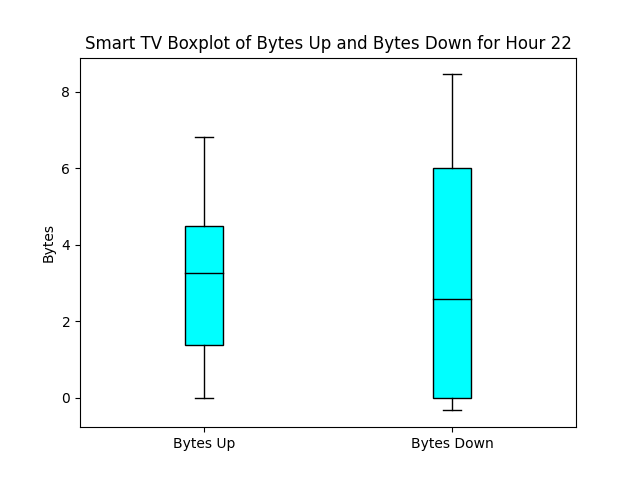 Smart TV Boxplot of Bytes Up and Bytes Down for Hour 22
8
6
4
2
0
Bytes
Bytes Up
Bytes Down